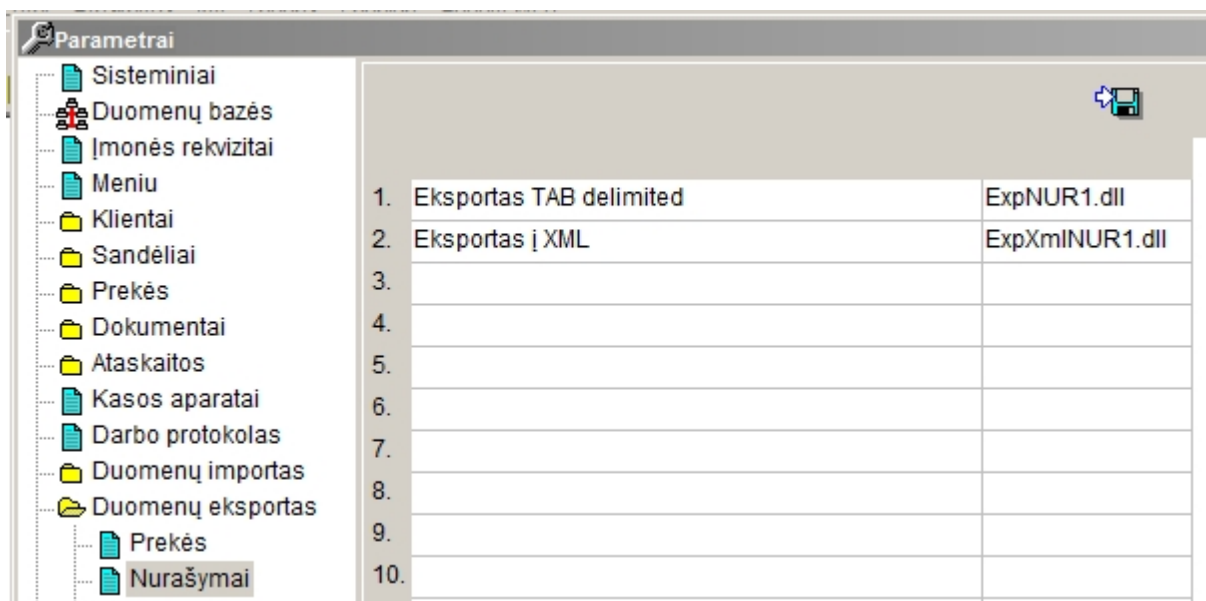 Parametrai
Sisteminiai
Duomenų bazės
Įmonės rekvizitai
Meniu
Klientai
Sandėliai
Prekės
Dokumentai
Ataskaitos
Kasos aparatai
Darbo protokolas
Duomenų importas
Duomenų eksportas
Prekės
Nurašymai
1. Eksportas TAB delimited ExpNUR1.dll
2. Eksportas į XML ExpXmlNUR1.dll
3.
4.
5.
6.
7.
8.
9.
10.